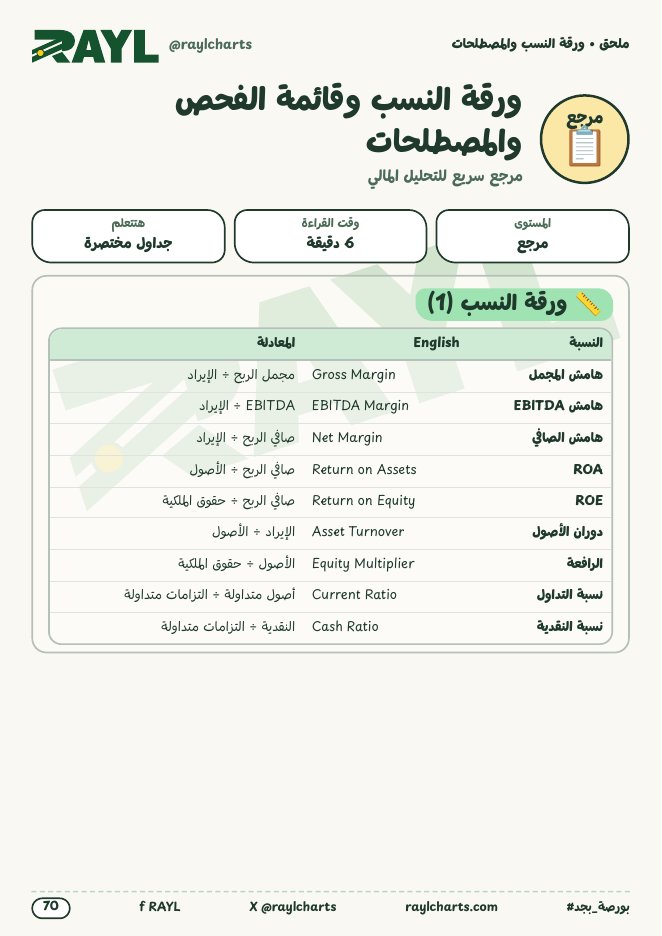 ملحق • ورقة النسب والمصطلحات
@raylcharts
RAYL
مرجع
ورقة النسب وقائمة الفحص
والمصطلحات
مرجع سريع للتحليل المالي
المستوى
مرجع
وقت القراءة
6 دقيقة
هتتعلم
جداول مختصرة
RAYL
ورقة النسب (1)
النسبة English المعادلة
هامش المجمل Gross Margin مجمل الربح ÷ الإيراد
هامش EBITDA EBITDA Margin EBITDA ÷ الإيراد
هامش الصافي Net Margin صافي الربح ÷ الإيراد
ROA Return on Assets صافي الربح ÷ الأصول
ROE Return on Equity صافي الربح ÷ حقوق الملكية
دوران الأصول Asset Turnover الإيراد ÷ الأصول
الرافعة Equity Multiplier الأصول ÷ حقوق الملكية
نسبة التداول Current Ratio أصول متداولة ÷ التزامات متداولة
نسبة النقدية Cash Ratio النقدية ÷ التزامات متداولة
#بورصة_بجد raylcharts.com X @raylcharts f RAYL 70